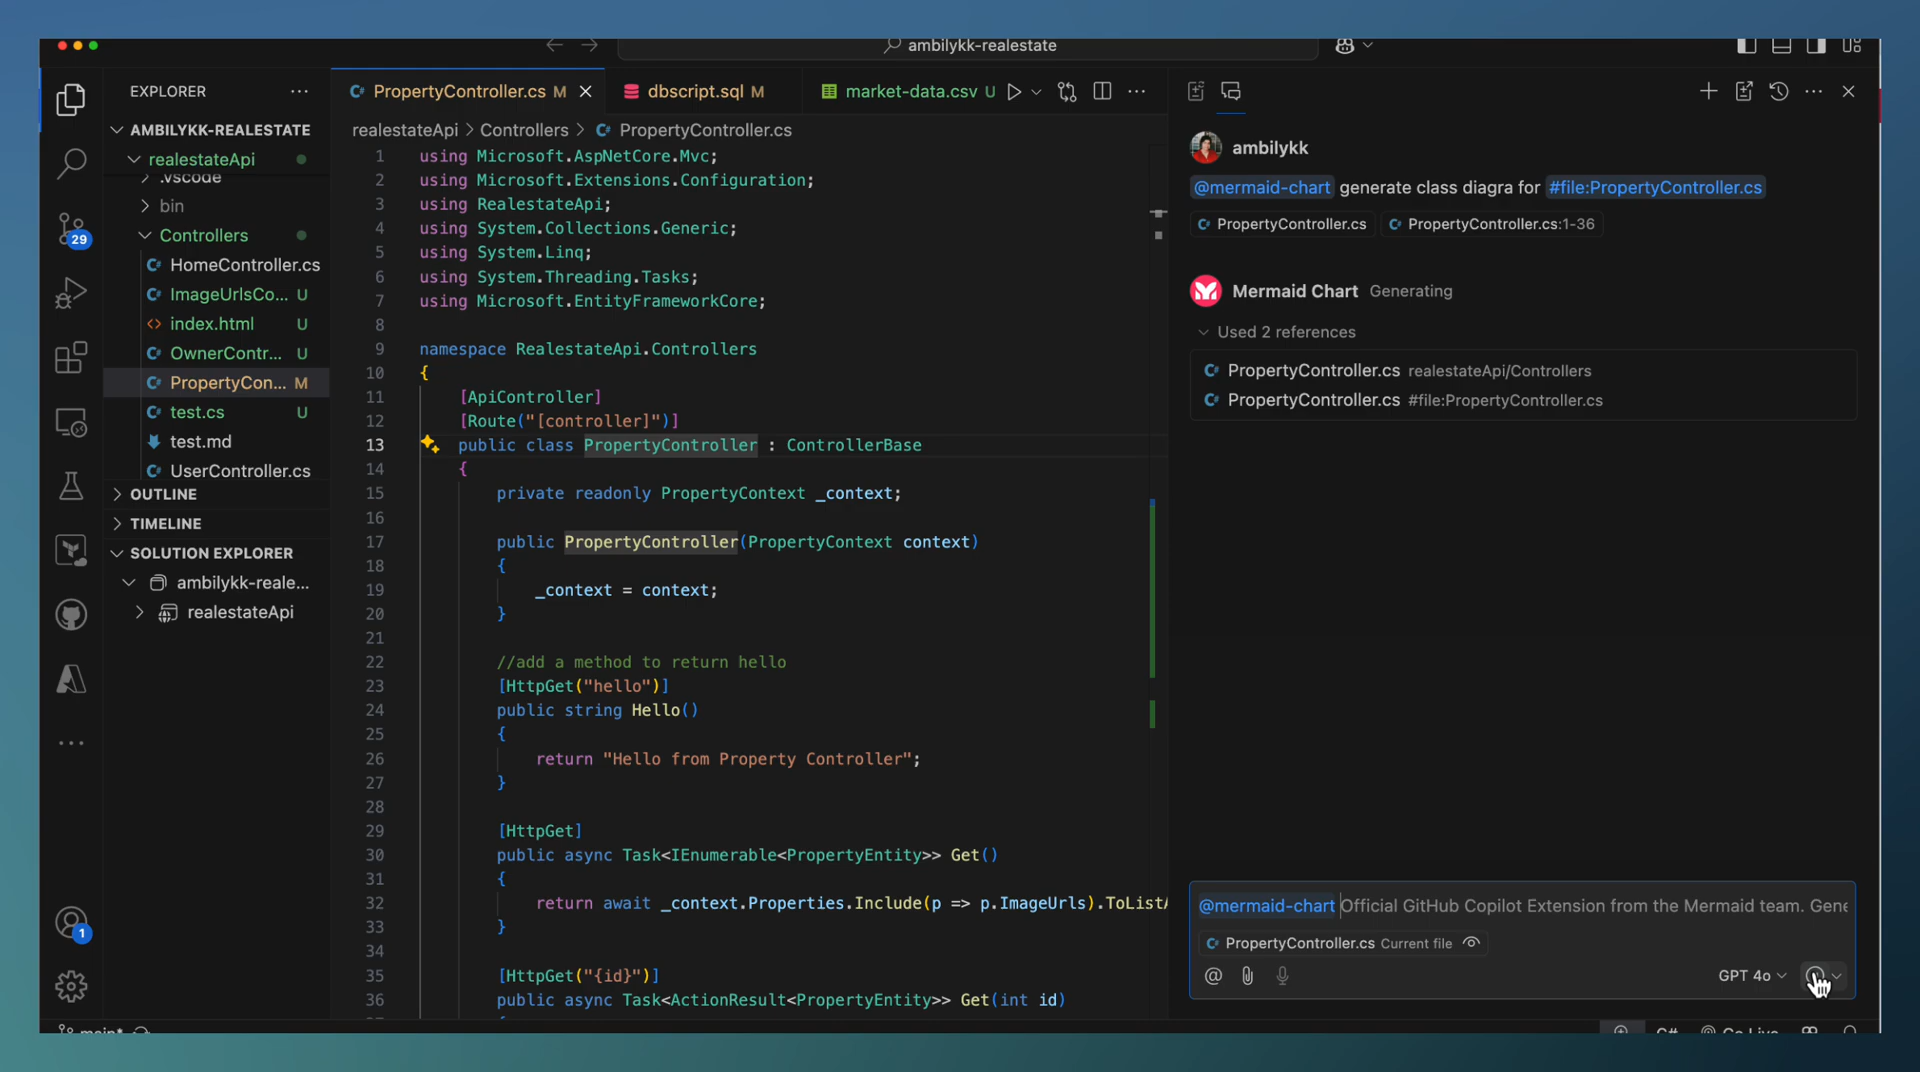 ambilykk-realestate
EXPLORER
AMBILYKK-REALESTATE
realestateApi
.vscode
bin
Controllers
HomeController.cs
ImageUrlsCo... U
index.html U
OwnerContr... U
PropertyCon... M
test.cs U
test.md
UserController.cs
OUTLINE
TIMELINE
SOLUTION EXPLORER
ambilykk-reale...
realestateApi
29
1
PropertyController.cs M
dbscript.sql M
market-data.csv U
realestateApi > Controllers > PropertyController.cs
1 using Microsoft.AspNetCore.Mvc;
2 using Microsoft.Extensions.Configuration;
3 using RealestateApi;
4 using System.Collections.Generic;
5 using System.Linq;
6 using System.Threading.Tasks;
7 using Microsoft.EntityFrameworkCore;
8
9 namespace RealestateApi.Controllers
10 {
11 [ApiController]
12 [Route("[controller]")]
13 public class PropertyController : ControllerBase
14 {
15 private readonly PropertyContext _context;
16
17 public PropertyController(PropertyContext context)
18 {
19 _context = context;
20 }
21
22 //add a method to return hello
23 [HttpGet("hello")]
24 public string Hello()
25 {
26 return "Hello from Property Controller";
27 }
28
29 [HttpGet]
30 public async Task<IEnumerable<PropertyEntity>> Get()
31 {
32 return await _context.Properties.Include(p => p.ImageUrls).ToListA
33 }
34
35 [HttpGet("{id}")]
36 public async Task<ActionResult<PropertyEntity>> Get(int id)
ambilykk
@mermaid-chart generate class diagra for #file:PropertyController.cs
PropertyController.cs PropertyController.cs:1-36
Mermaid Chart Generating
Used 2 references
PropertyController.cs realestateApi/Controllers
PropertyController.cs #file:PropertyController.cs
@mermaid-chart Official GitHub Copilot Extension from the Mermaid team. Gene
PropertyController.cs Current file
GPT 4o
main*
C#
Go Live